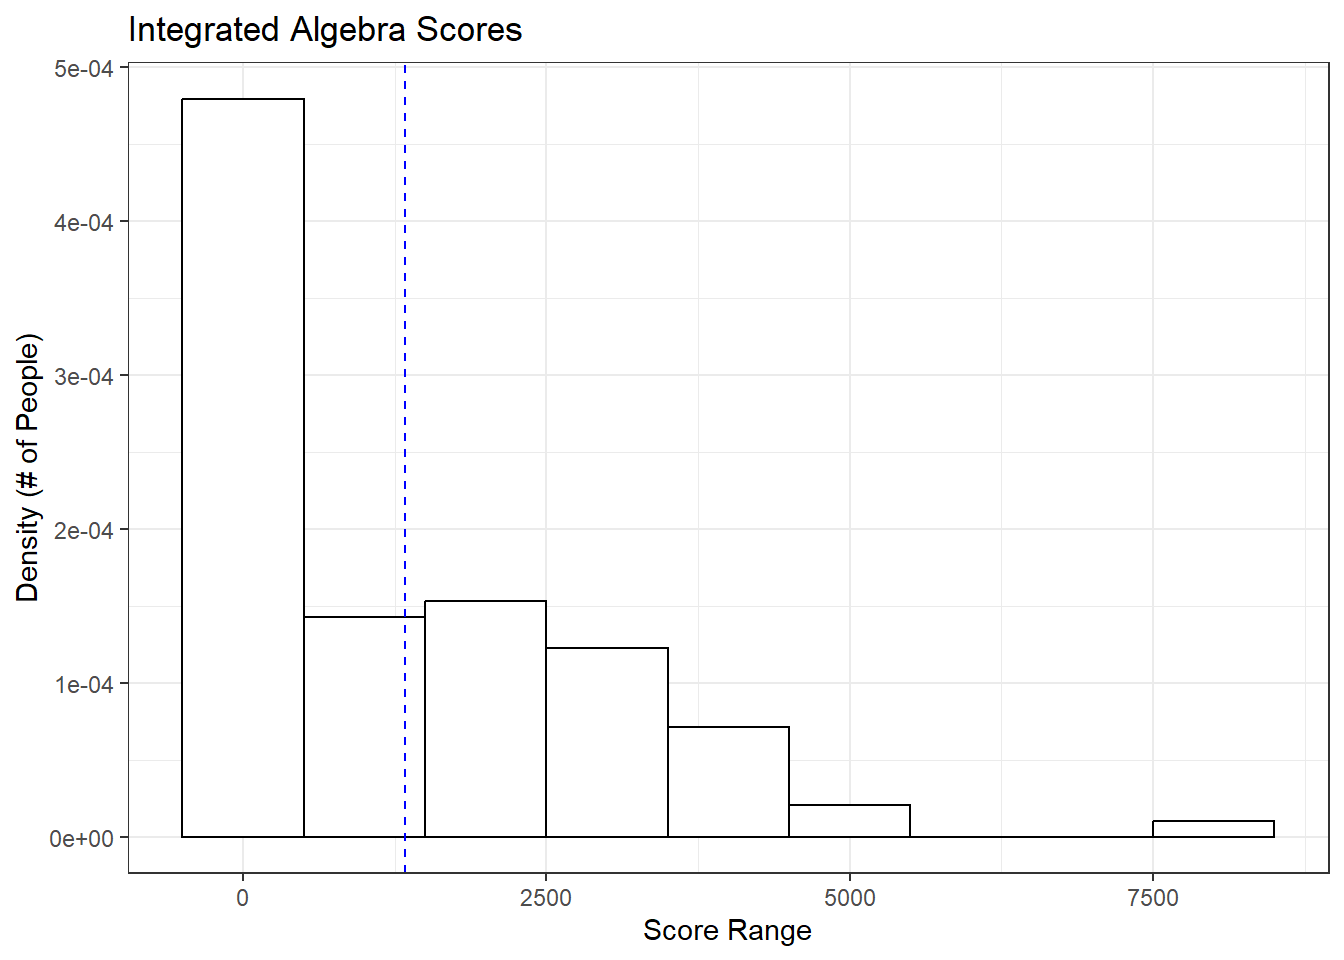 Integrated Algebra Scores
5e-04
4e-04
3e-04
2e-04
1e-04
0e+00
Density (# of People)
0
2500
5000
7500
Score Range